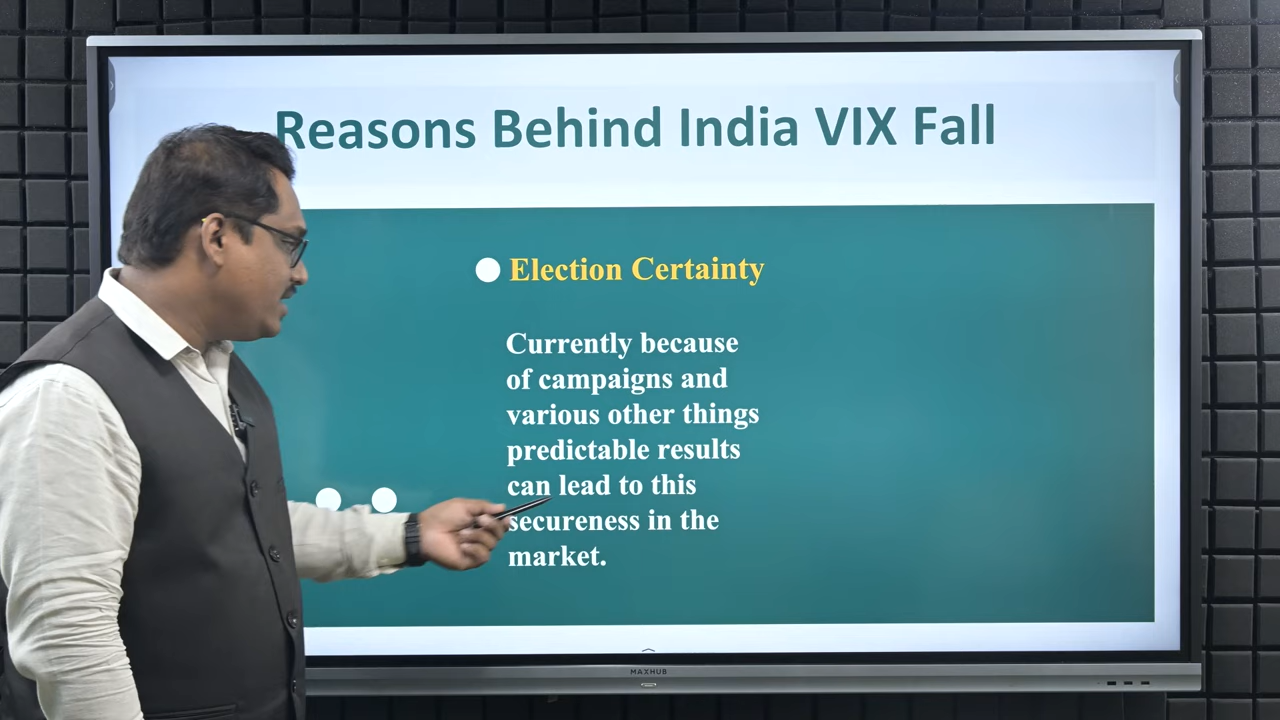 Reasons Behind India VIX Fall
Election Certainty
Currently because
of campaigns and
various other things
predictable results
can lead to this
secureness in the
market.
MAXHUB